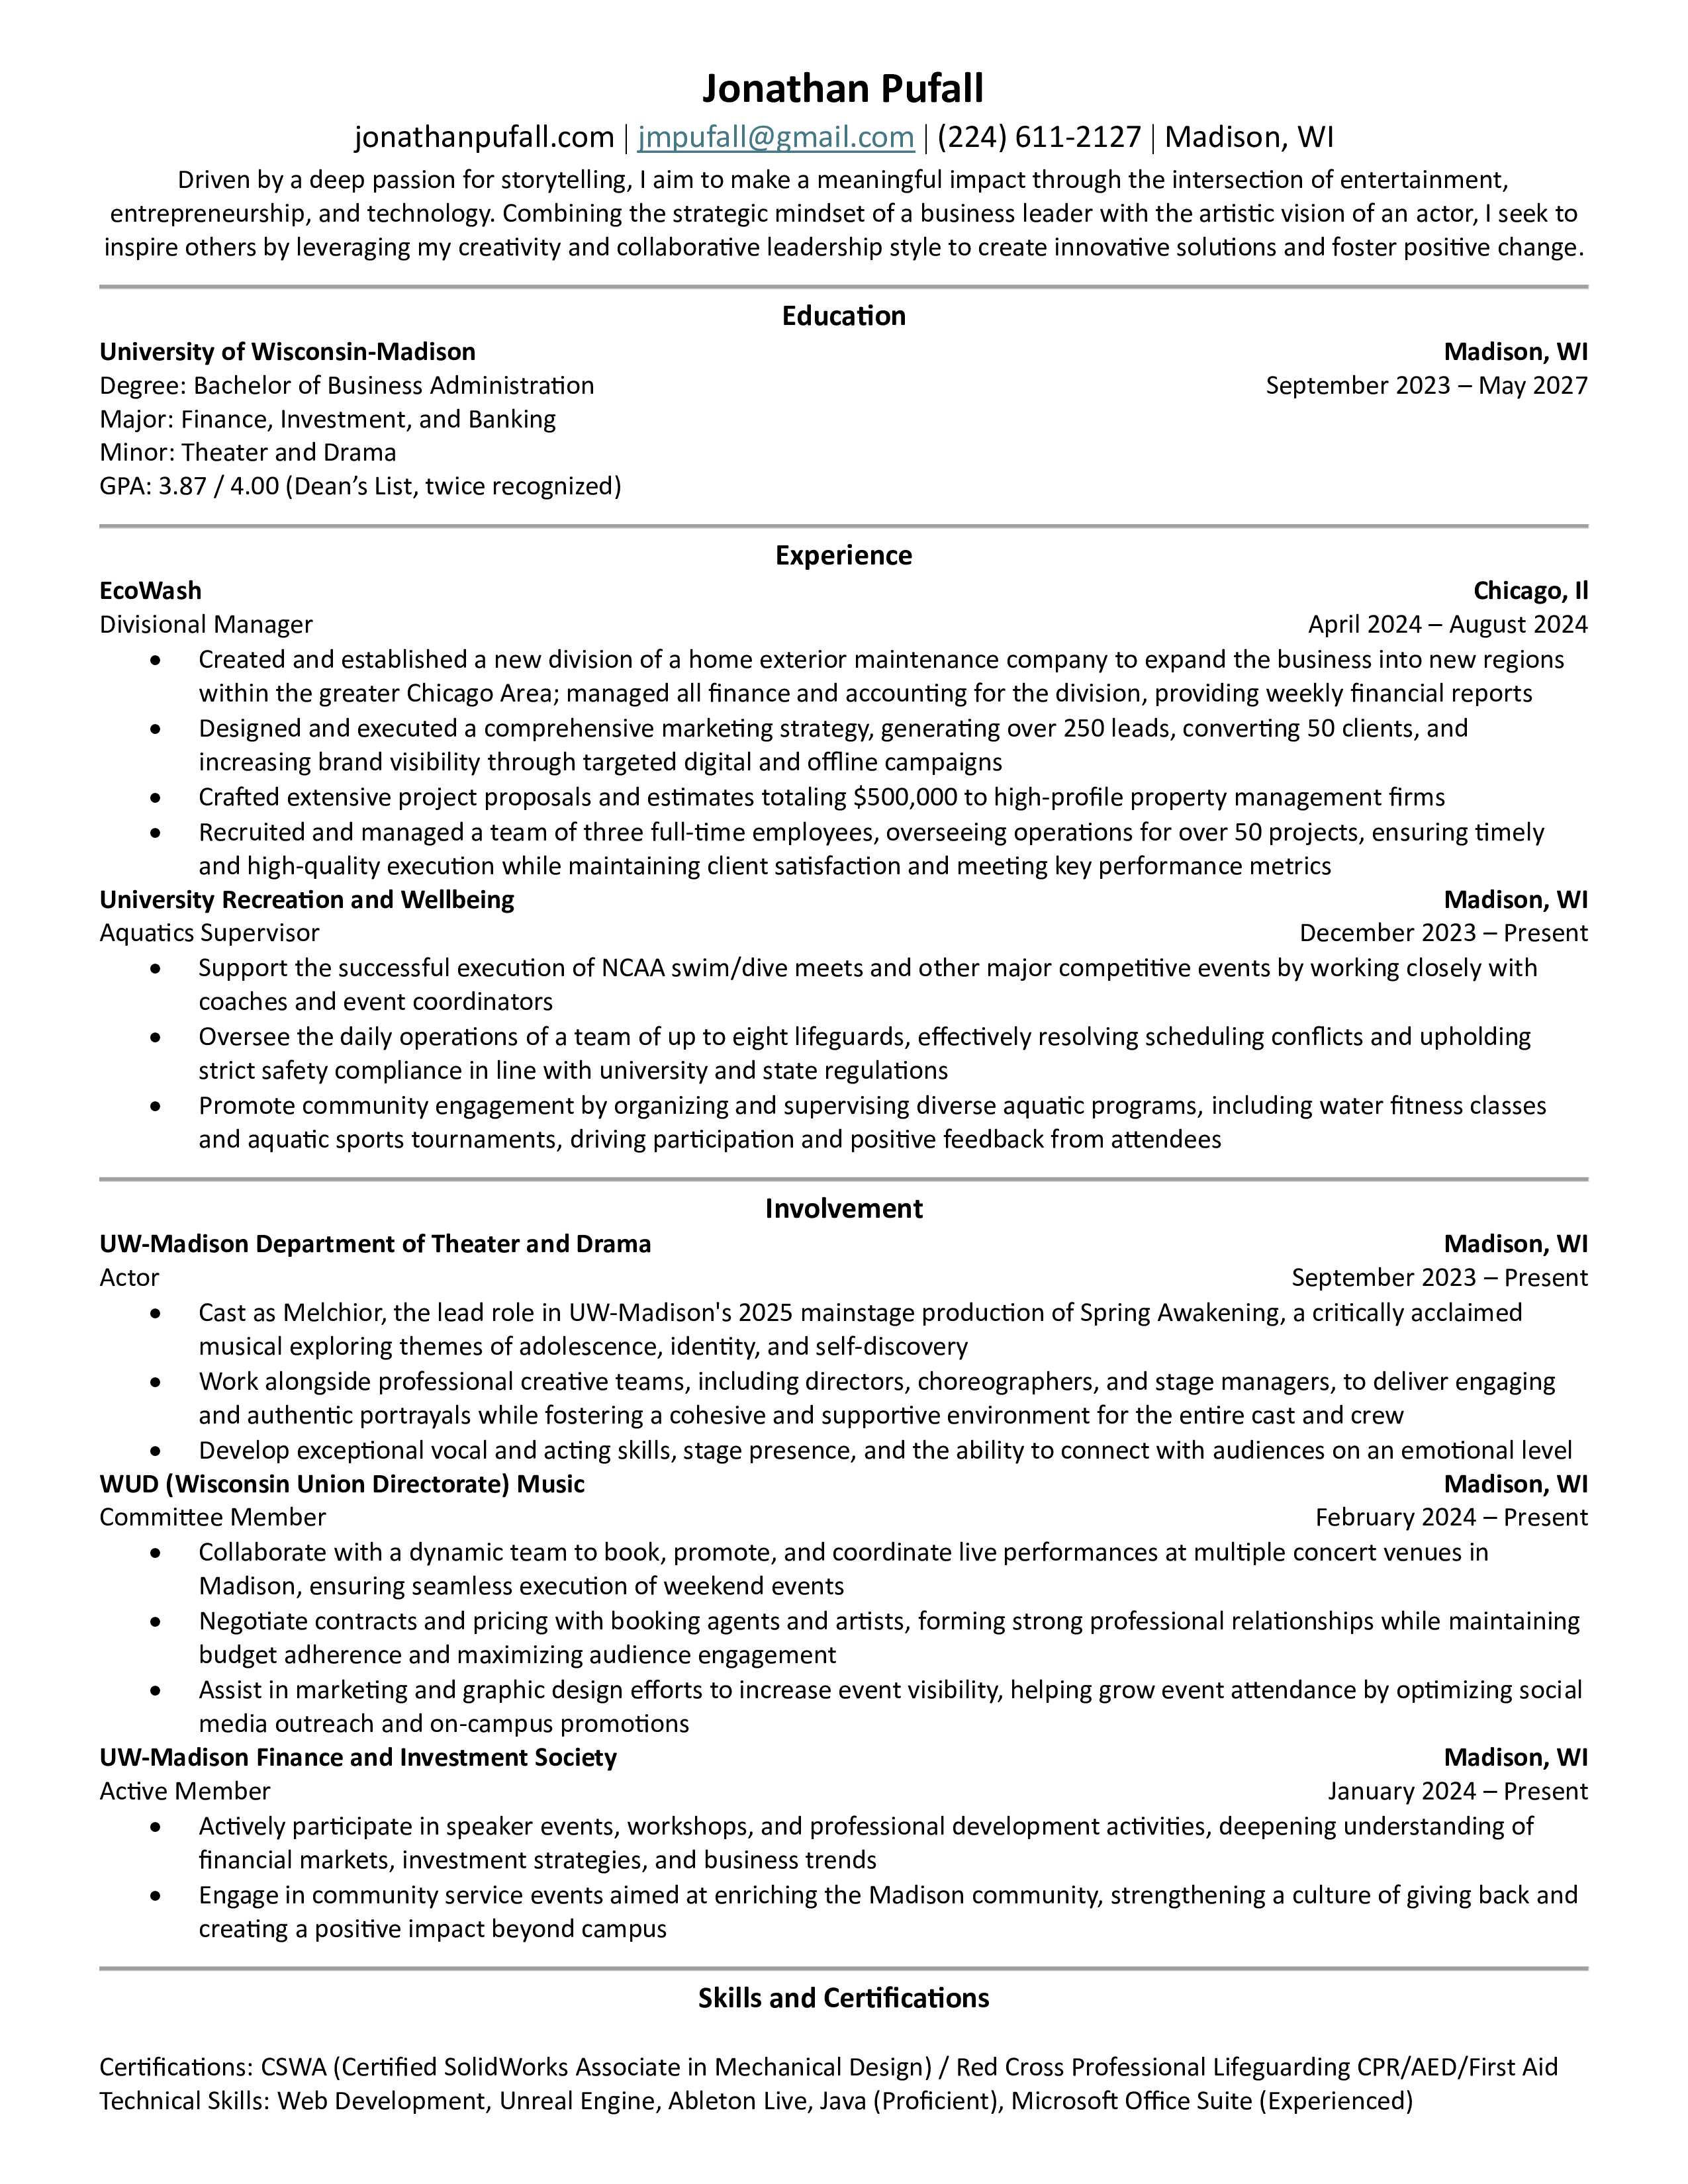 Jonathan Pufall
jonathanpufall.com | jmpufall@gmail.com | (224) 611-2127 | Madison, WI
Driven by a deep passion for storytelling, I aim to make a meaningful impact through the intersection of entertainment,
entrepreneurship, and technology. Combining the strategic mindset of a business leader with the artistic vision of an actor, I seek to
inspire others by leveraging my creativity and collaborative leadership style to create innovative solutions and foster positive change.
Education
University of Wisconsin-Madison Madison, WI
Degree: Bachelor of Business Administration September 2023 – May 2027
Major: Finance, Investment, and Banking
Minor: Theater and Drama
GPA: 3.87 / 4.00 (Dean’s List, twice recognized)
Experience
EcoWash Chicago, Il
Divisional Manager April 2024 – August 2024
• Created and established a new division of a home exterior maintenance company to expand the business into new regions
within the greater Chicago Area; managed all finance and accounting for the division, providing weekly financial reports
• Designed and executed a comprehensive marketing strategy, generating over 250 leads, converting 50 clients, and
increasing brand visibility through targeted digital and offline campaigns
• Crafted extensive project proposals and estimates totaling $500,000 to high-profile property management firms
• Recruited and managed a team of three full-time employees, overseeing operations for over 50 projects, ensuring timely
and high-quality execution while maintaining client satisfaction and meeting key performance metrics
University Recreation and Wellbeing Madison, WI
Aquatics Supervisor December 2023 – Present
• Support the successful execution of NCAA swim/dive meets and other major competitive events by working closely with
coaches and event coordinators
• Oversee the daily operations of a team of up to eight lifeguards, effectively resolving scheduling conflicts and upholding
strict safety compliance in line with university and state regulations
• Promote community engagement by organizing and supervising diverse aquatic programs, including water fitness classes
and aquatic sports tournaments, driving participation and positive feedback from attendees
Involvement
UW-Madison Department of Theater and Drama Madison, WI
Actor September 2023 – Present
• Cast as Melchior, the lead role in UW-Madison's 2025 mainstage production of Spring Awakening, a critically acclaimed
musical exploring themes of adolescence, identity, and self-discovery
• Work alongside professional creative teams, including directors, choreographers, and stage managers, to deliver engaging
and authentic portrayals while fostering a cohesive and supportive environment for the entire cast and crew
• Develop exceptional vocal and acting skills, stage presence, and the ability to connect with audiences on an emotional level
WUD (Wisconsin Union Directorate) Music Madison, WI
Committee Member February 2024 – Present
• Collaborate with a dynamic team to book, promote, and coordinate live performances at multiple concert venues in
Madison, ensuring seamless execution of weekend events
• Negotiate contracts and pricing with booking agents and artists, forming strong professional relationships while maintaining
budget adherence and maximizing audience engagement
• Assist in marketing and graphic design efforts to increase event visibility, helping grow event attendance by optimizing social
media outreach and on-campus promotions
UW-Madison Finance and Investment Society Madison, WI
Active Member January 2024 – Present
• Actively participate in speaker events, workshops, and professional development activities, deepening understanding of
financial markets, investment strategies, and business trends
• Engage in community service events aimed at enriching the Madison community, strengthening a culture of giving back and
creating a positive impact beyond campus
Skills and Certifications
Certifications: CSWA (Certified SolidWorks Associate in Mechanical Design) / Red Cross Professional Lifeguarding CPR/AED/First Aid
Technical Skills: Web Development, Unreal Engine, Ableton Live, Java (Proficient), Microsoft Office Suite (Experienced)